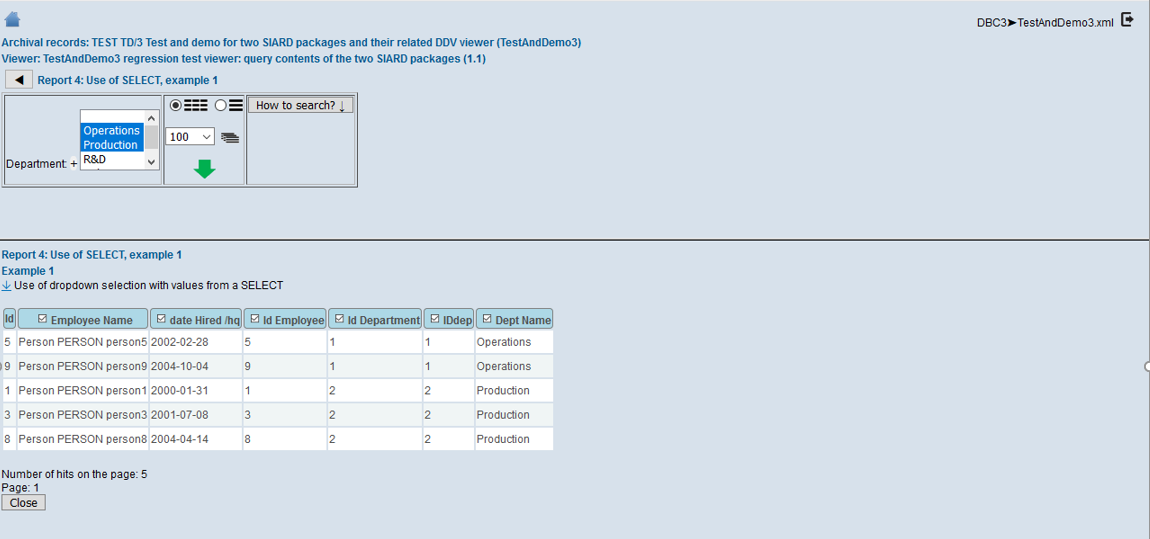 DBC3➤TestAndDemo3.xml
Archival records: TEST TD/3 Test and demo for two SIARD packages and their related DDV viewer (TestAndDemo3)
Viewer: TestAndDemo3 regression test viewer: query contents of the two SIARD packages (1.1)
◀ Report 4: Use of SELECT, example 1
How to search? ↓
Operations
Production
R&D
Department: +
100
Report 4: Use of SELECT, example 1
Example 1
↓ Use of dropdown selection with values from a SELECT
Id Employee Name date Hired /hq Id Employee Id Department IDdep Dept Name
5 Person PERSON person5 2002-02-28 5 1 1 Operations
9 Person PERSON person9 2004-10-04 9 1 1 Operations
1 Person PERSON person1 2000-01-31 1 2 2 Production
3 Person PERSON person3 2001-07-08 3 2 2 Production
8 Person PERSON person8 2004-04-14 8 2 2 Production
Number of hits on the page: 5
Page: 1
Close